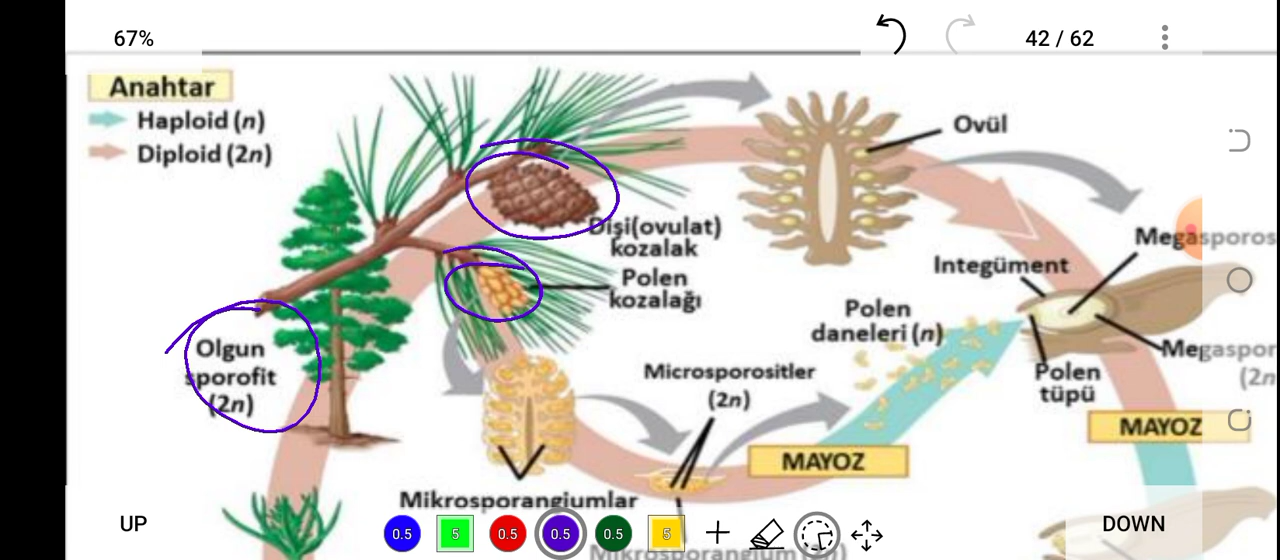 67%
42 / 62
Anahtar
Haploid (n)
Diploid (2n)
Ovül
Dişi(ovulat)
kozalak
Polen
kozalağı
Megasporos
Integüment
Polen
daneleri (n)
Olgun
sporofit
(2n)
Microsporositler
(2n)
Megaspor
(2n
Polen
tüpü
MAYOZ
MAYOZ
Mikrosporangiumlar
UP
0.5
5
0.5
0.5
0.5
5
DOWN